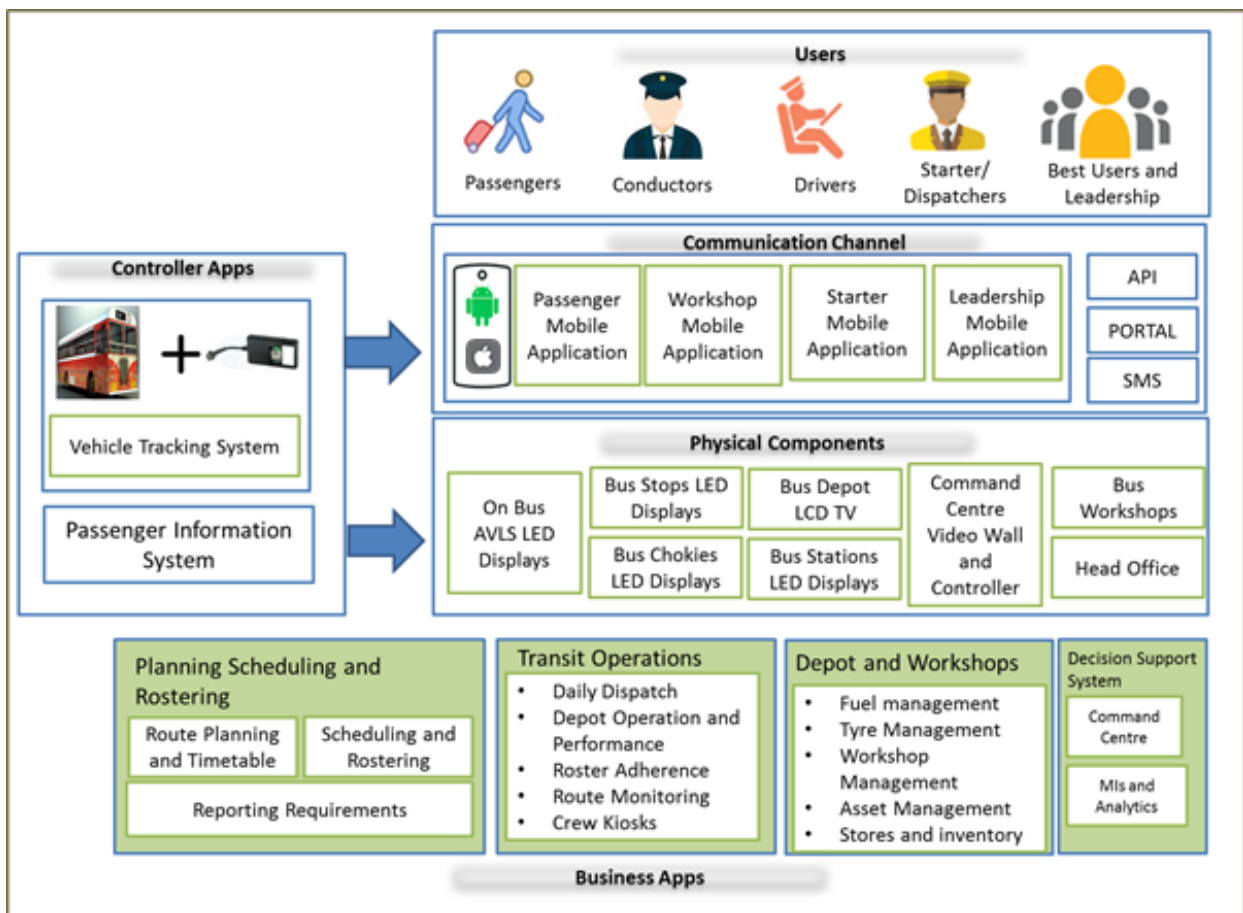 Users
Passengers
Conductors
Drivers
Starter/
Dispatchers
Best Users and
Leadership
Communication Channel
Passenger
Mobile
Application
Workshop
Mobile
Application
Starter
Mobile
Application
Leadership
Mobile
Application
API
PORTAL
SMS
Controller Apps
Vehicle Tracking System
Passenger Information
System
Physical Components
On Bus
AVLS LED
Displays
Bus Stops LED
Displays
Bus Chokies
LED Displays
Bus Depot
LCD TV
Bus Stations
LED Displays
Command
Centre
Video Wall
and
Controller
Bus
Workshops
Head Office
Planning Scheduling and
Rostering
Route Planning
and Timetable
Scheduling and
Rostering
Reporting Requirements
Transit Operations
• Daily Dispatch
• Depot Operation and
Performance
• Roster Adherence
• Route Monitoring
• Crew Kiosks
Depot and Workshops
• Fuel management
• Tyre Management
• Workshop
Management
• Asset Management
• Stores and inventory
Decision Support
System
Command
Centre
MIs and
Analytics
Business Apps